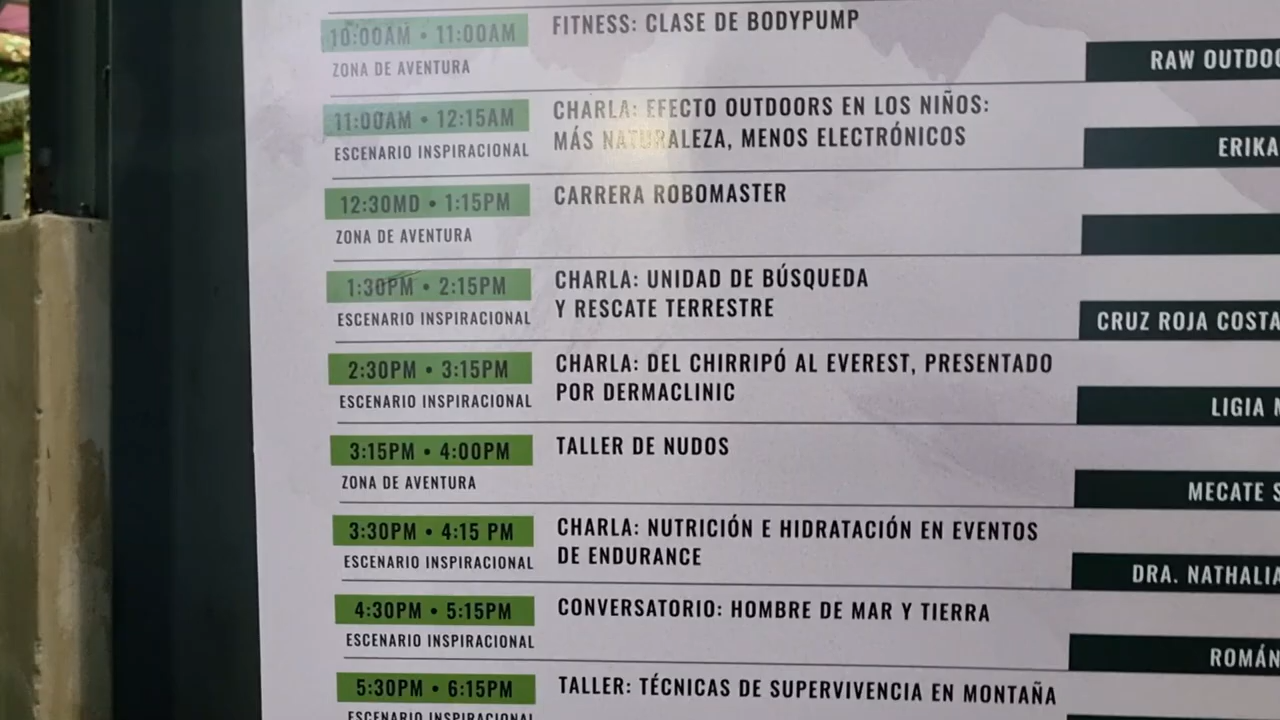 10:00AM • 11:00AM
FITNESS: CLASE DE BODYPUMP
ZONA DE AVENTURA
RAW
11:00AM • 12:15AM
CHARLA: EFECTO OUTDOORS EN LOS NIÑOS:
MÁS NATURALEZA, MENOS ELECTRÓNICOS
ESCENARIO INSPIRACIONAL
ERIKA
12:30MD • 1:15PM
CARRERA ROBOMASTER
ZONA DE AVENTURA
1:30PM • 2:15PM
CHARLA: UNIDAD DE BÚSQUEDA
Y RESCATE TERRESTRE
ESCENARIO INSPIRACIONAL
CRUZ ROJA COSTA
2:30PM • 3:15PM
CHARLA: DEL CHIRRIPÓ AL EVEREST, PRESENTADO
POR DERMACLINIC
ESCENARIO INSPIRACIONAL
LIGIA
3:15PM • 4:00PM
TALLER DE NUDOS
ZONA DE AVENTURA
MECATE
3:30PM • 4:15 PM
CHARLA: NUTRICIÓN E HIDRATACIÓN EN EVENTOS
DE ENDURANCE
ESCENARIO INSPIRACIONAL
DRA. NATHALIA
4:30PM • 5:15PM
CONVERSATORIO: HOMBRE DE MAR Y TIERRA
ESCENARIO INSPIRACIONAL
ROMÁN
5:30PM • 6:15PM
TALLER: TÉCNICAS DE SUPERVIVENCIA EN MONTAÑA
ESCENARIO INSPIRACIONAL